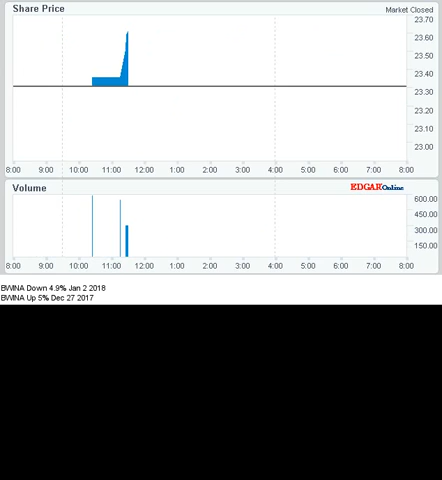 Share Price
Market Closed
23.70
23.60
23.50
23.40
23.30
23.20
23.10
23.00
8:00 9:00 10:00 11:00 12:00 1:00 2:00 3:00 4:00 5:00 6:00 7:00 8:00
Volume
EDGAROnline
600.00
450.00
300.00
150.00
8:00 9:00 10:00 11:00 12:00 1:00 2:00 3:00 4:00 5:00 6:00 7:00 8:00
BWINA Down 4.9% Jan 2 2018
BWINA Up 5% Dec 27 2017